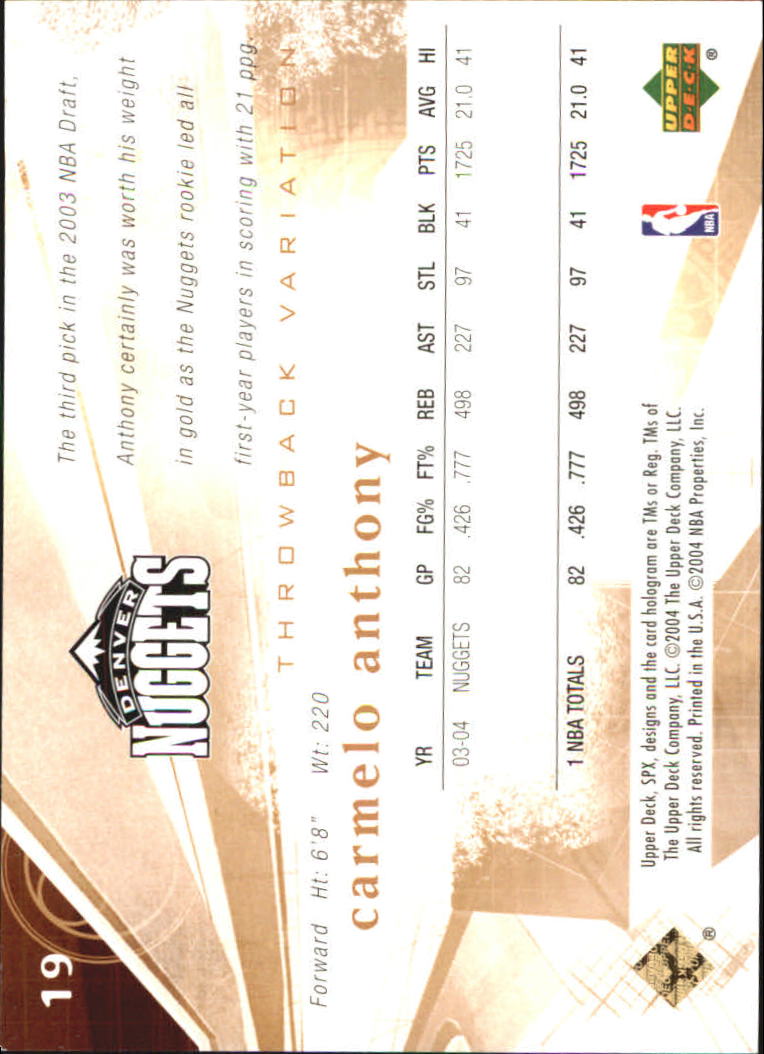 19
DENVER
NUGGETS
The third pick in the 2003 NBA Draft,
Anthony certainly was worth his weight
in gold as the Nuggets rookie led all
first-year players in scoring with 21 ppg.
THROWBACK VARIATION
Forward Ht: 6'8" Wt: 220
carmelo anthony
YR TEAM GP FG% FT% REB AST STL BLK PTS AVG HI
03-04 NUGGETS 82 .426 .777 498 227 97 41 1725 21.0 41
1 NBA TOTALS 82 .426 .777 498 227 97 41 1725 21.0 41
Upper Deck, SPX, designs and the card hologram are TMs or Reg. TMs of
The Upper Deck Company, LLC. ©2004 The Upper Deck Company, LLC.
All rights reserved. Printed in the U.S.A. ©2004 NBA Properties, Inc.
®
NBA
UPPER
DECK
®